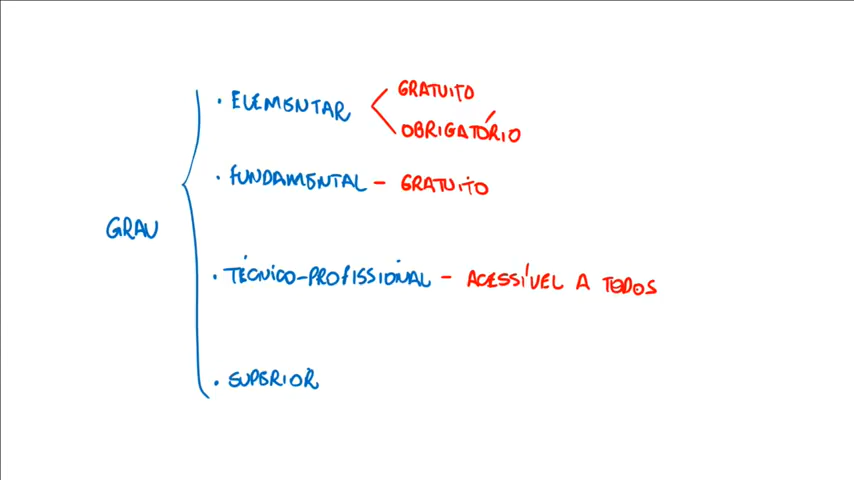 • ELEMENTAR
GRATUITO
OBRIGATÓRIO
• FUNDAMENTAL - GRATUITO
GRAU
• TÉCNICO-PROFISSIONAL - ACESSÍVEL A TODOS
• SUPERIOR